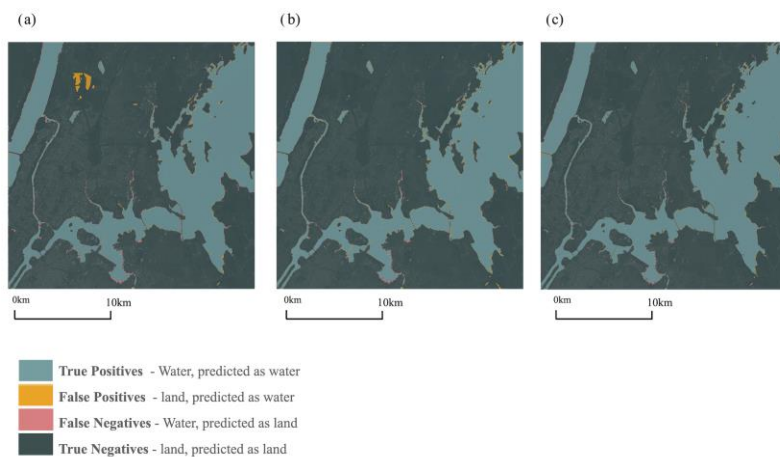 (a) (b) (c)
0km 10km 0km 10km 0km 10km
True Positives - Water, predicted as water
False Positives - land, predicted as water
False Negatives - Water, predicted as land
True Negatives - land, predicted as land